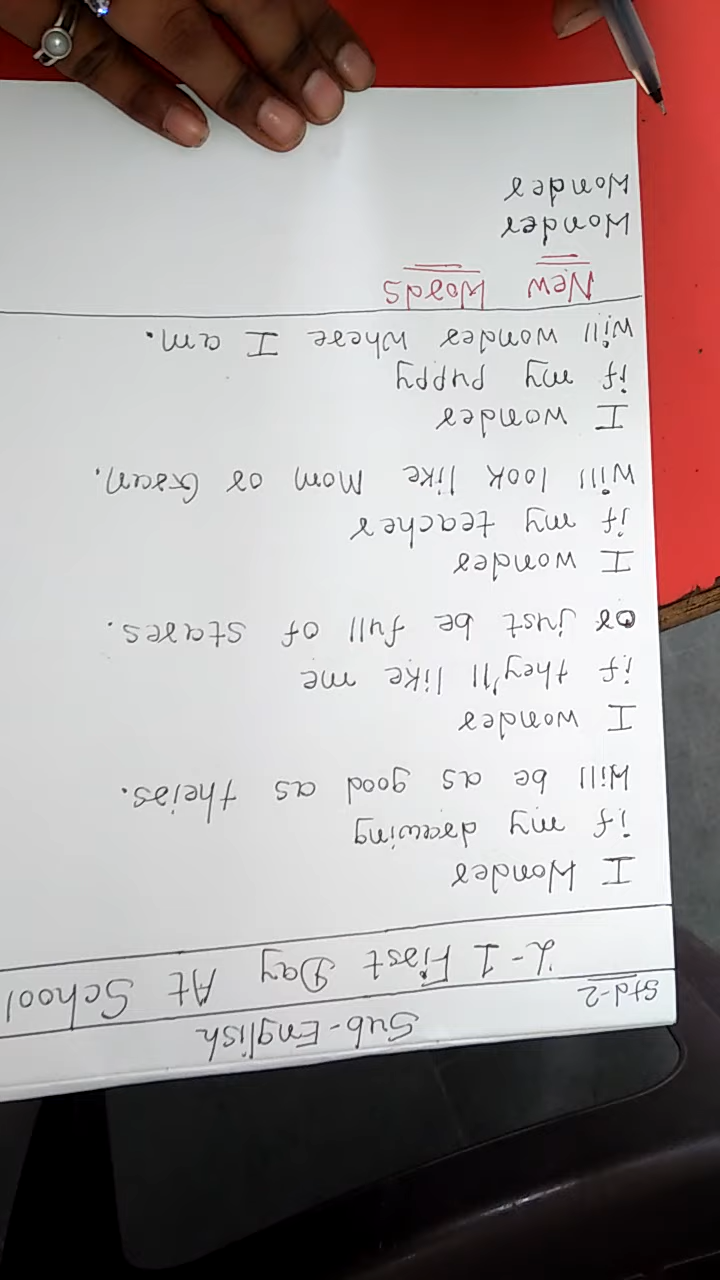 Sub-English
Std-2
L-1 First Day At School
I Wonder
if my drawing
Will be as good as theirs.
I wonder
if they'll like me
or just be full of stares.
I wonder
if my teacher
will look like Mom or Gram.
I wonder
if my puppy
will wonder where I am.
New Words
Wonder
Wonder